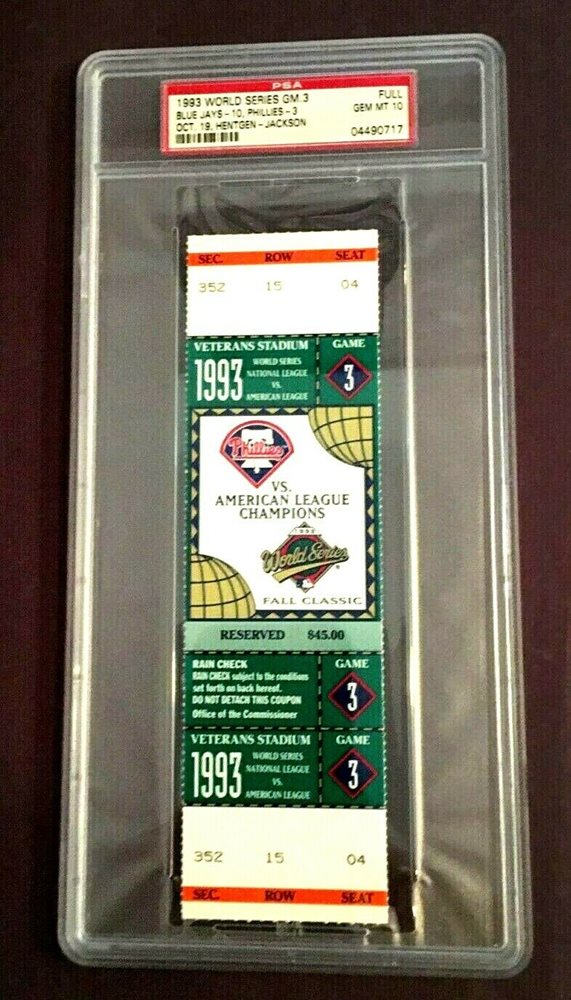 PSA
1993 WORLD SERIES GM.3 FULL
BLUE JAYS - 10, PHILLIES - 3 GEM MT 10
OCT. 19, HENTGEN - JACKSON 04490717
SEC. ROW SEAT
352 15 04
VETERANS STADIUM GAME
1993 WORLD SERIES
NATIONAL LEAGUE
VS.
AMERICAN LEAGUE
3
Phillies
VS.
AMERICAN LEAGUE
CHAMPIONS
1993
World Series
FALL CLASSIC
RESERVED $45.00
RAIN CHECK GAME
RAIN CHECK subject to the conditions
set forth on back hereof.
DO NOT DETACH THIS COUPON
Office of the Commissioner
3
VETERANS STADIUM GAME
1993 WORLD SERIES
NATIONAL LEAGUE
VS.
AMERICAN LEAGUE
3
352 15 04
SEC. ROW SEAT